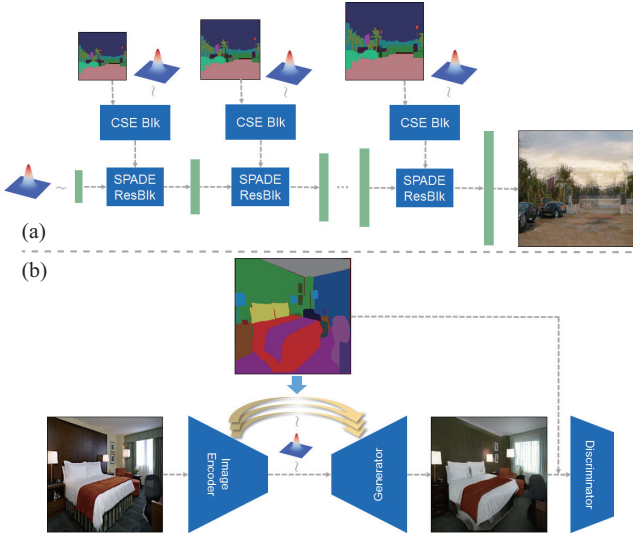 CSE Blk
CSE Blk
CSE Blk
SPADE
ResBlk
SPADE
ResBlk
...
SPADE
ResBlk
(a)
(b)
Image
Encoder
Generator
Discriminator